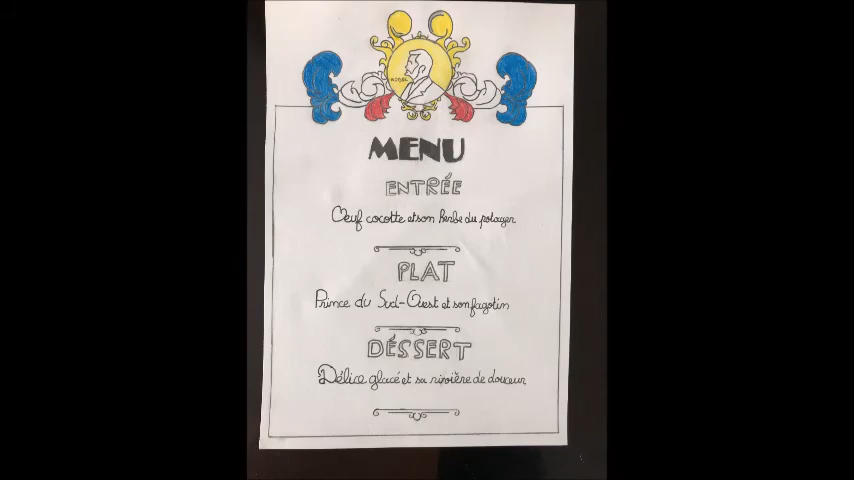 NOBEL
MENU
ENTRÉE
Oeuf cocotte et son herbe du potager
PLAT
Prince du Sud-Ouest et son fagotin
DÉSSERT
Délice glacé et sa rivière de douceur